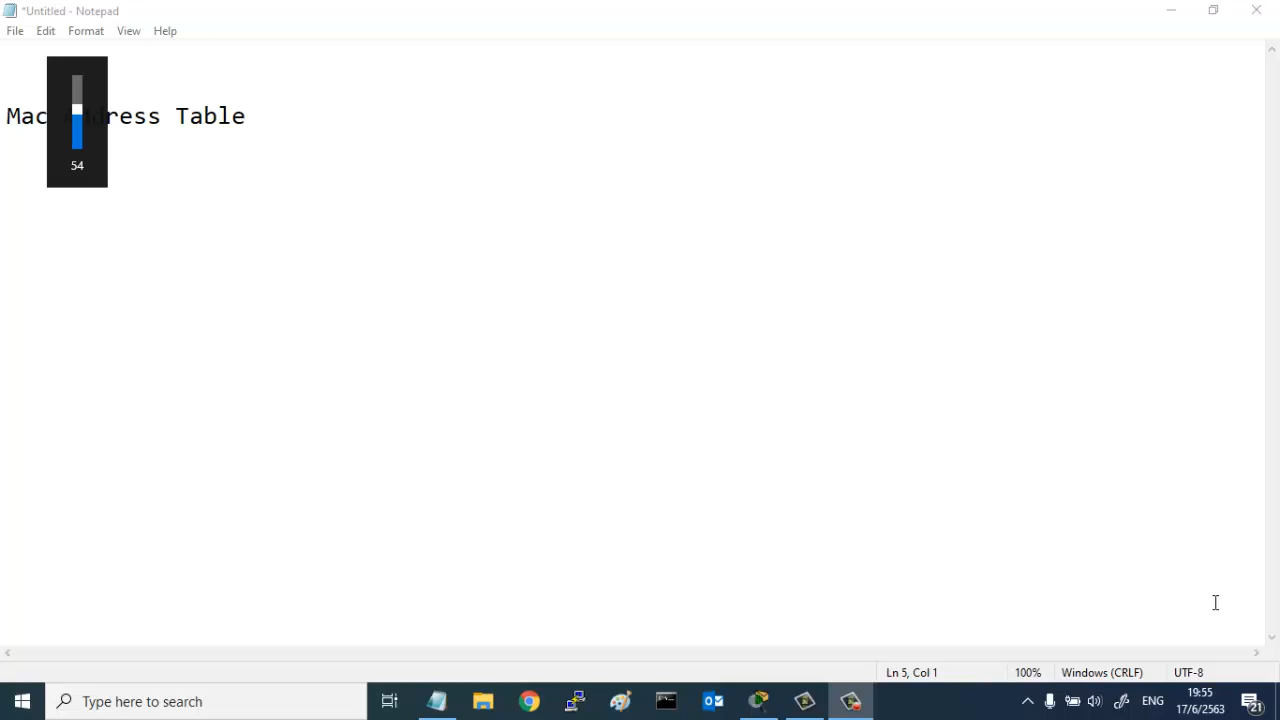 *Untitled - Notepad
File Edit Format View Help
Mac Address Table
54
Ln 5, Col 1 100% Windows (CRLF) UTF-8
Type here to search
ENG
19:55
17/6/2563
21